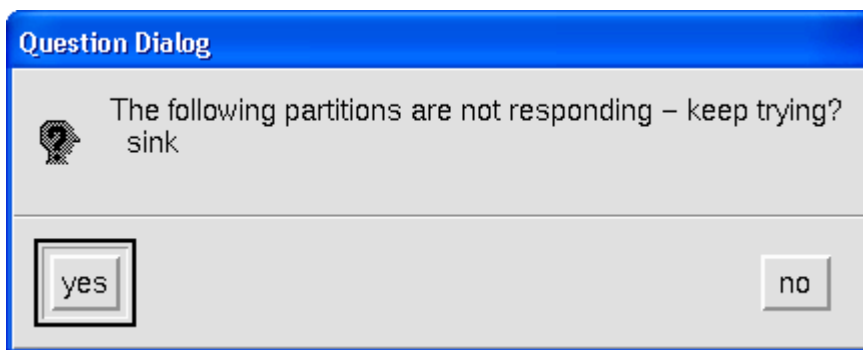 Question Dialog
The following partitions are not responding – keep trying?
sink
yes
no